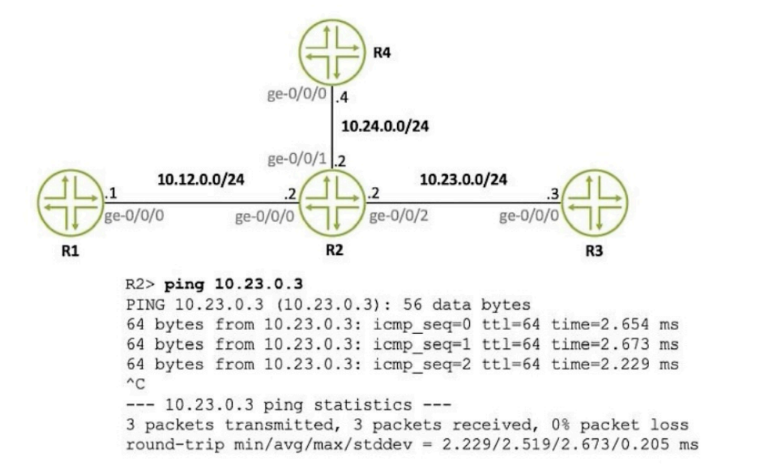 R4
ge-0/0/0 .4
10.24.0.0/24
ge-0/0/1 .2
10.12.0.0/24
10.23.0.0/24
.1
.2
.2
.3
ge-0/0/0
ge-0/0/0
ge-0/0/2
ge-0/0/0
R1
R2
R3
R2> ping 10.23.0.3
PING 10.23.0.3 (10.23.0.3): 56 data bytes
64 bytes from 10.23.0.3: icmp_seq=0 ttl=64 time=2.654 ms
64 bytes from 10.23.0.3: icmp_seq=1 ttl=64 time=2.673 ms
64 bytes from 10.23.0.3: icmp_seq=2 ttl=64 time=2.229 ms
^C
--- 10.23.0.3 ping statistics ---
3 packets transmitted, 3 packets received, 0% packet loss
round-trip min/avg/max/stddev = 2.229/2.519/2.673/0.205 ms